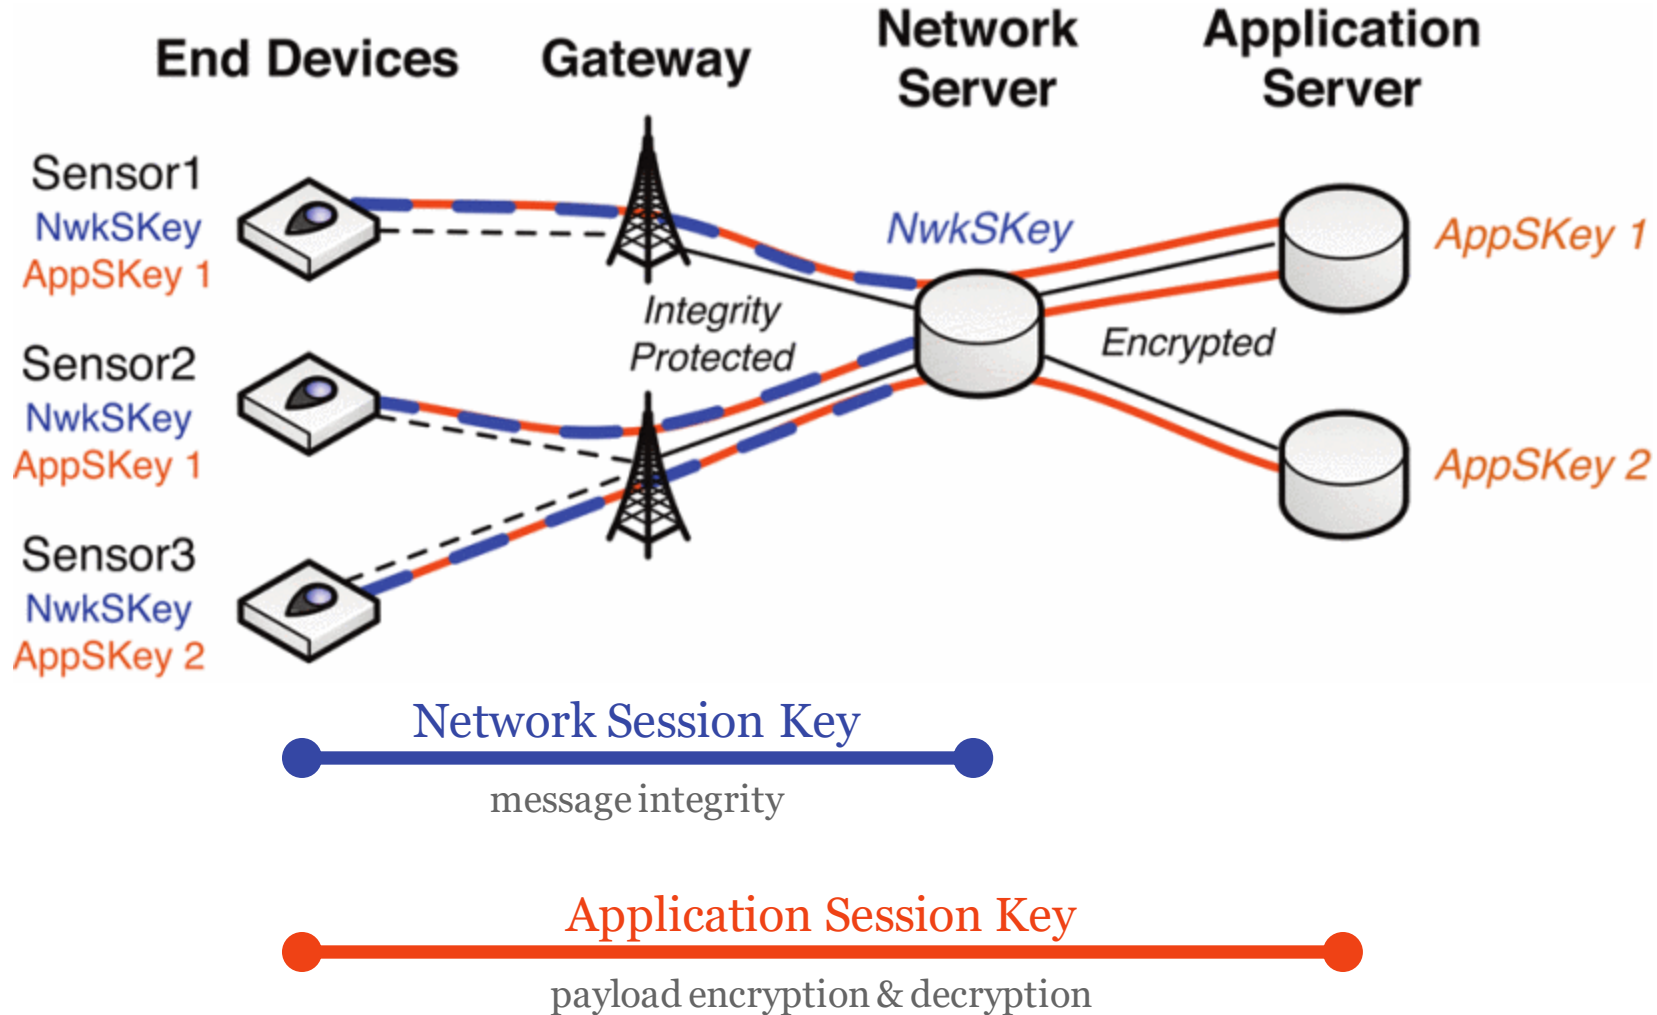 End Devices
Gateway
Network
Server
Application
Server
Sensor1
NwkSKey
AppSKey 1
NwkSKey
AppSKey 1
Integrity
Protected
Encrypted
Sensor2
NwkSKey
AppSKey 1
AppSKey 2
Sensor3
NwkSKey
AppSKey 2
Network Session Key
message integrity
Application Session Key
payload encryption & decryption